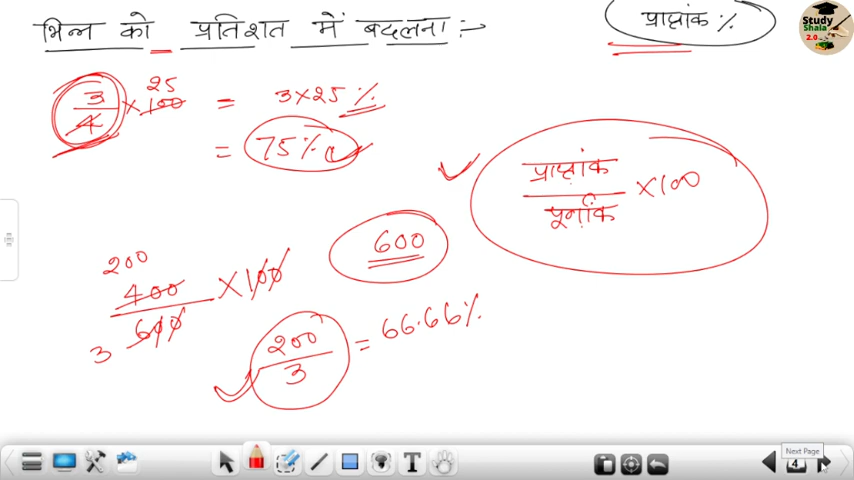 भिन्न को प्रतिशत में बदलना :-
प्राप्तांक %
Study
Shala
2.0
3/4 × 100 25 = 3×25 %
= 75%
प्राप्तांक
पूर्णांक
×100
600
200
400
600
3
×100
200/3 = 66.66%
T
Next Page
4